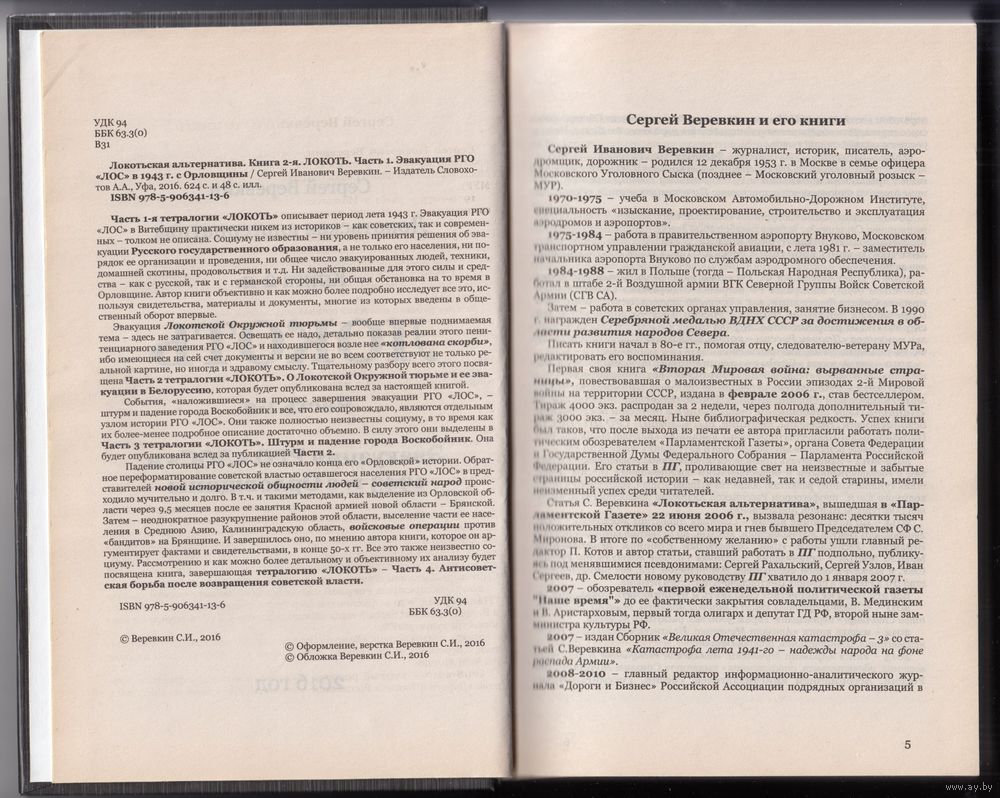 УДК 94
ББК 63.3(0)
В31
Локотьская альтернатива. Книга 2-я. ЛОКОТЬ. Часть 1. Эвакуация РГО
«ЛОС» в 1943 г. с Орловщины / Сергей Иванович Веревкин. – Издатель Словохо-
тов А.А., Уфа, 2016. 624 с. и 48 с. илл.
ISBN 978-5-906341-13-6
Часть 1-я тетралогии «ЛОКОТЬ» описывает период лета 1943 г. Эвакуация РГО
«ЛОС» в Витебщину практически никем из историков – как советских, так и современ-
ных – толком не описана. Социуму не известны – ни уровень принятия решения об эва-
куации Русского государственного образования, а не только его населения, ни по-
рядок ее организации и проведения, ни общее число эвакуированных людей, техники,
домашней скотины, продовольствия и т.д. Ни задействованные для этого силы и сред-
ства – как с русской, так и с германской стороны, ни общая обстановка на то время в
Орловщине. Автор книги объективно и как можно более подробно исследует все это, ис-
пользуя свидетельства, материалы и документы, многие из которых введены в обще-
ственный оборот впервые.
Эвакуация Локотской Окружной тюрьмы – вообще впервые поднимаемая
тема – здесь не затрагивается. Освещать ее надо, детально показав реалии этого пени-
тенциарного заведения РГО «ЛОС» и находившегося возле нее «котлована скорби»,
ибо имеющиеся на сей счет документы и версии не во всем соответствуют не только ре-
альной картине, но иногда и здравому смыслу. Тщательному разбору всего этого посвя-
щена Часть 2 тетралогии «ЛОКОТЬ». О Локотской Окружной тюрьме и ее эва-
куации в Белоруссию, которая будет опубликована вслед за настоящей книгой.
События, «наложившиеся» на процесс завершения эвакуации РГО «ЛОС», –
штурм и падение города Воскобойник и все, что его сопровождало, являются отдельным
узлом истории РГО «ЛОС». Они также полностью неизвестны социуму, в то время как
их более-менее подробное описание достаточно объемно. В силу этого они выделены в
Часть 3 тетралогии «ЛОКОТЬ». Штурм и падение города Воскобойник. Она
будет опубликована вслед за публикацией Части 2.
Падение столицы РГО «ЛОС» не означало конца его «Орловской» истории. Обрат-
ное переформатирование советской властью оставшегося населения РГО «ЛОС» в пред-
ставителей новой исторической общности людей – советский народ проис-
ходило мучительно и долго. В т.ч. и такими методами, как выделение из Орловской об-
ласти через 9,5 месяцев после ее занятия Красной армией новой области – Брянской.
Затем – неоднократное разукрупнение районов этой области, выселение части ее насе-
ления в Среднюю Азию, Калининградскую область, войсковые операции против
«бандитов» на Брянщине. И завершилось оно, по мнению автора книги, которое он ар-
гументирует фактами и свидетельствами, в конце 50-х гг. Все это также неизвестно со-
циуму. Рассмотрению и как можно более детальному и объективному их анализу будет
посвящена книга, завершающая тетралогию «ЛОКОТЬ» – Часть 4. Антисовет-
ская борьба после возвращения советской власти.
ISBN 978-5-906341-13-6
УДК 94
ББК 63.3(0)
© Веревкин С.И., 2016
© Оформление, верстка Веревкин С.И., 2016
© Обложка Веревкин С.И., 2016
Сергей Веревкин и его книги
Сергей Иванович Веревкин – журналист, историк, писатель, аэро-
дромщик, дорожник – родился 12 декабря 1953 г. в Москве в семье офицера
Московского Уголовного Сыска (позднее – Московский уголовный розыск –
МУР).
1970-1975 – учеба в Московском Автомобильно-Дорожном Институте,
специальность «изыскание, проектирование, строительство и эксплуатация
аэродромов и аэропортов».
1975-1984 – работа в правительственном аэропорту Внуково, Московском
транспортном управлении гражданской авиации, с лета 1981 г. – заместитель
начальника аэропорта Внуково по службам аэродромного обеспечения.
1984-1988 – жил в Польше (тогда – Польская Народная Республика), ра-
ботал в штабе 2-й Воздушной армии ВГК Северной Группы Войск Советской
Армии (СГВ СА).
Затем – работа в советских органах управления, занятие бизнесом. В 1990
г. награжден Серебряной медалью ВДНХ СССР за достижения в об-
ласти развития народов Севера.
Писать книги начал в 80-е гг., помогая отцу, следователю-ветерану МУРа,
редактировать его воспоминания.
Первая своя книга «Вторая Мировая война: вырванные стра-
ницы», повествовавшая о малоизвестных в России эпизодах 2-й Мировой
войны на территории СССР, издана в феврале 2006 г., став бестселлером.
Тираж 4000 экз. распродан за 2 недели, через полгода дополнительный ти-
раж 3000 экз. – за месяц. Ныне библиографическая редкость. Успех книги
был таков, что после выхода из печати ее автора пригласили работать поли-
тическим обозревателем «Парламентской Газеты», органа Совета Федерации
и Государственной Думы Федерального Собрания – Парламента Российской
Федерации. Его статьи в ПГ, проливающие свет на неизвестные и забытые
страницы российской истории – как недавней, так и седой старины, имели
неизменный успех среди читателей.
Статья С. Веревкина «Локотьская альтернатива», вышедшая в «Пар-
ламентской Газете» 22 июня 2006 г., вызвала резонанс: десятки тысяч
положительных откликов со всего мира и гнев бывшего Председателем СФ С.
Миронова. В итоге по «собственному желанию» с работы ушли главный ре-
дактор П. Котов и автор статьи, ставший работать в ПГ подпольно, публику-
ясь под менявшимися псевдонимами: Сергей Рахальский, Сергей Узлов, Иван
Сергеев, др. Смелости новому руководству ПГ хватило до 1 января 2007 г.
2007 – обозреватель «первой еженедельной политической газеты
"Наше время"» до ее фактически закрытия совладельцами, В. Мединским
и В. Аристарховым, первый тогда олигарх и депутат ГД РФ, второй ныне зам-
министра культуры РФ.
2007 – издан Сборник «Великая Отечественная катастрофа – 3» со ста-
тьей С.Веревкина «Катастрофа лета 1941-го – надежды народа на фоне
распада Армии».
2008-2010 – главный редактор информационно-аналитического жур-
нала «Дороги и Бизнес» Российской Ассоциации подрядных организаций в
5
www.ay.by